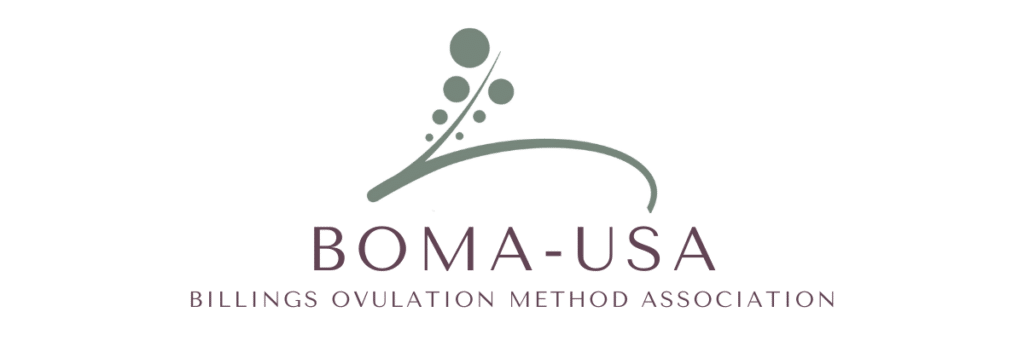 BOMA-USA
BILLINGS OVULATION METHOD ASSOCIATION